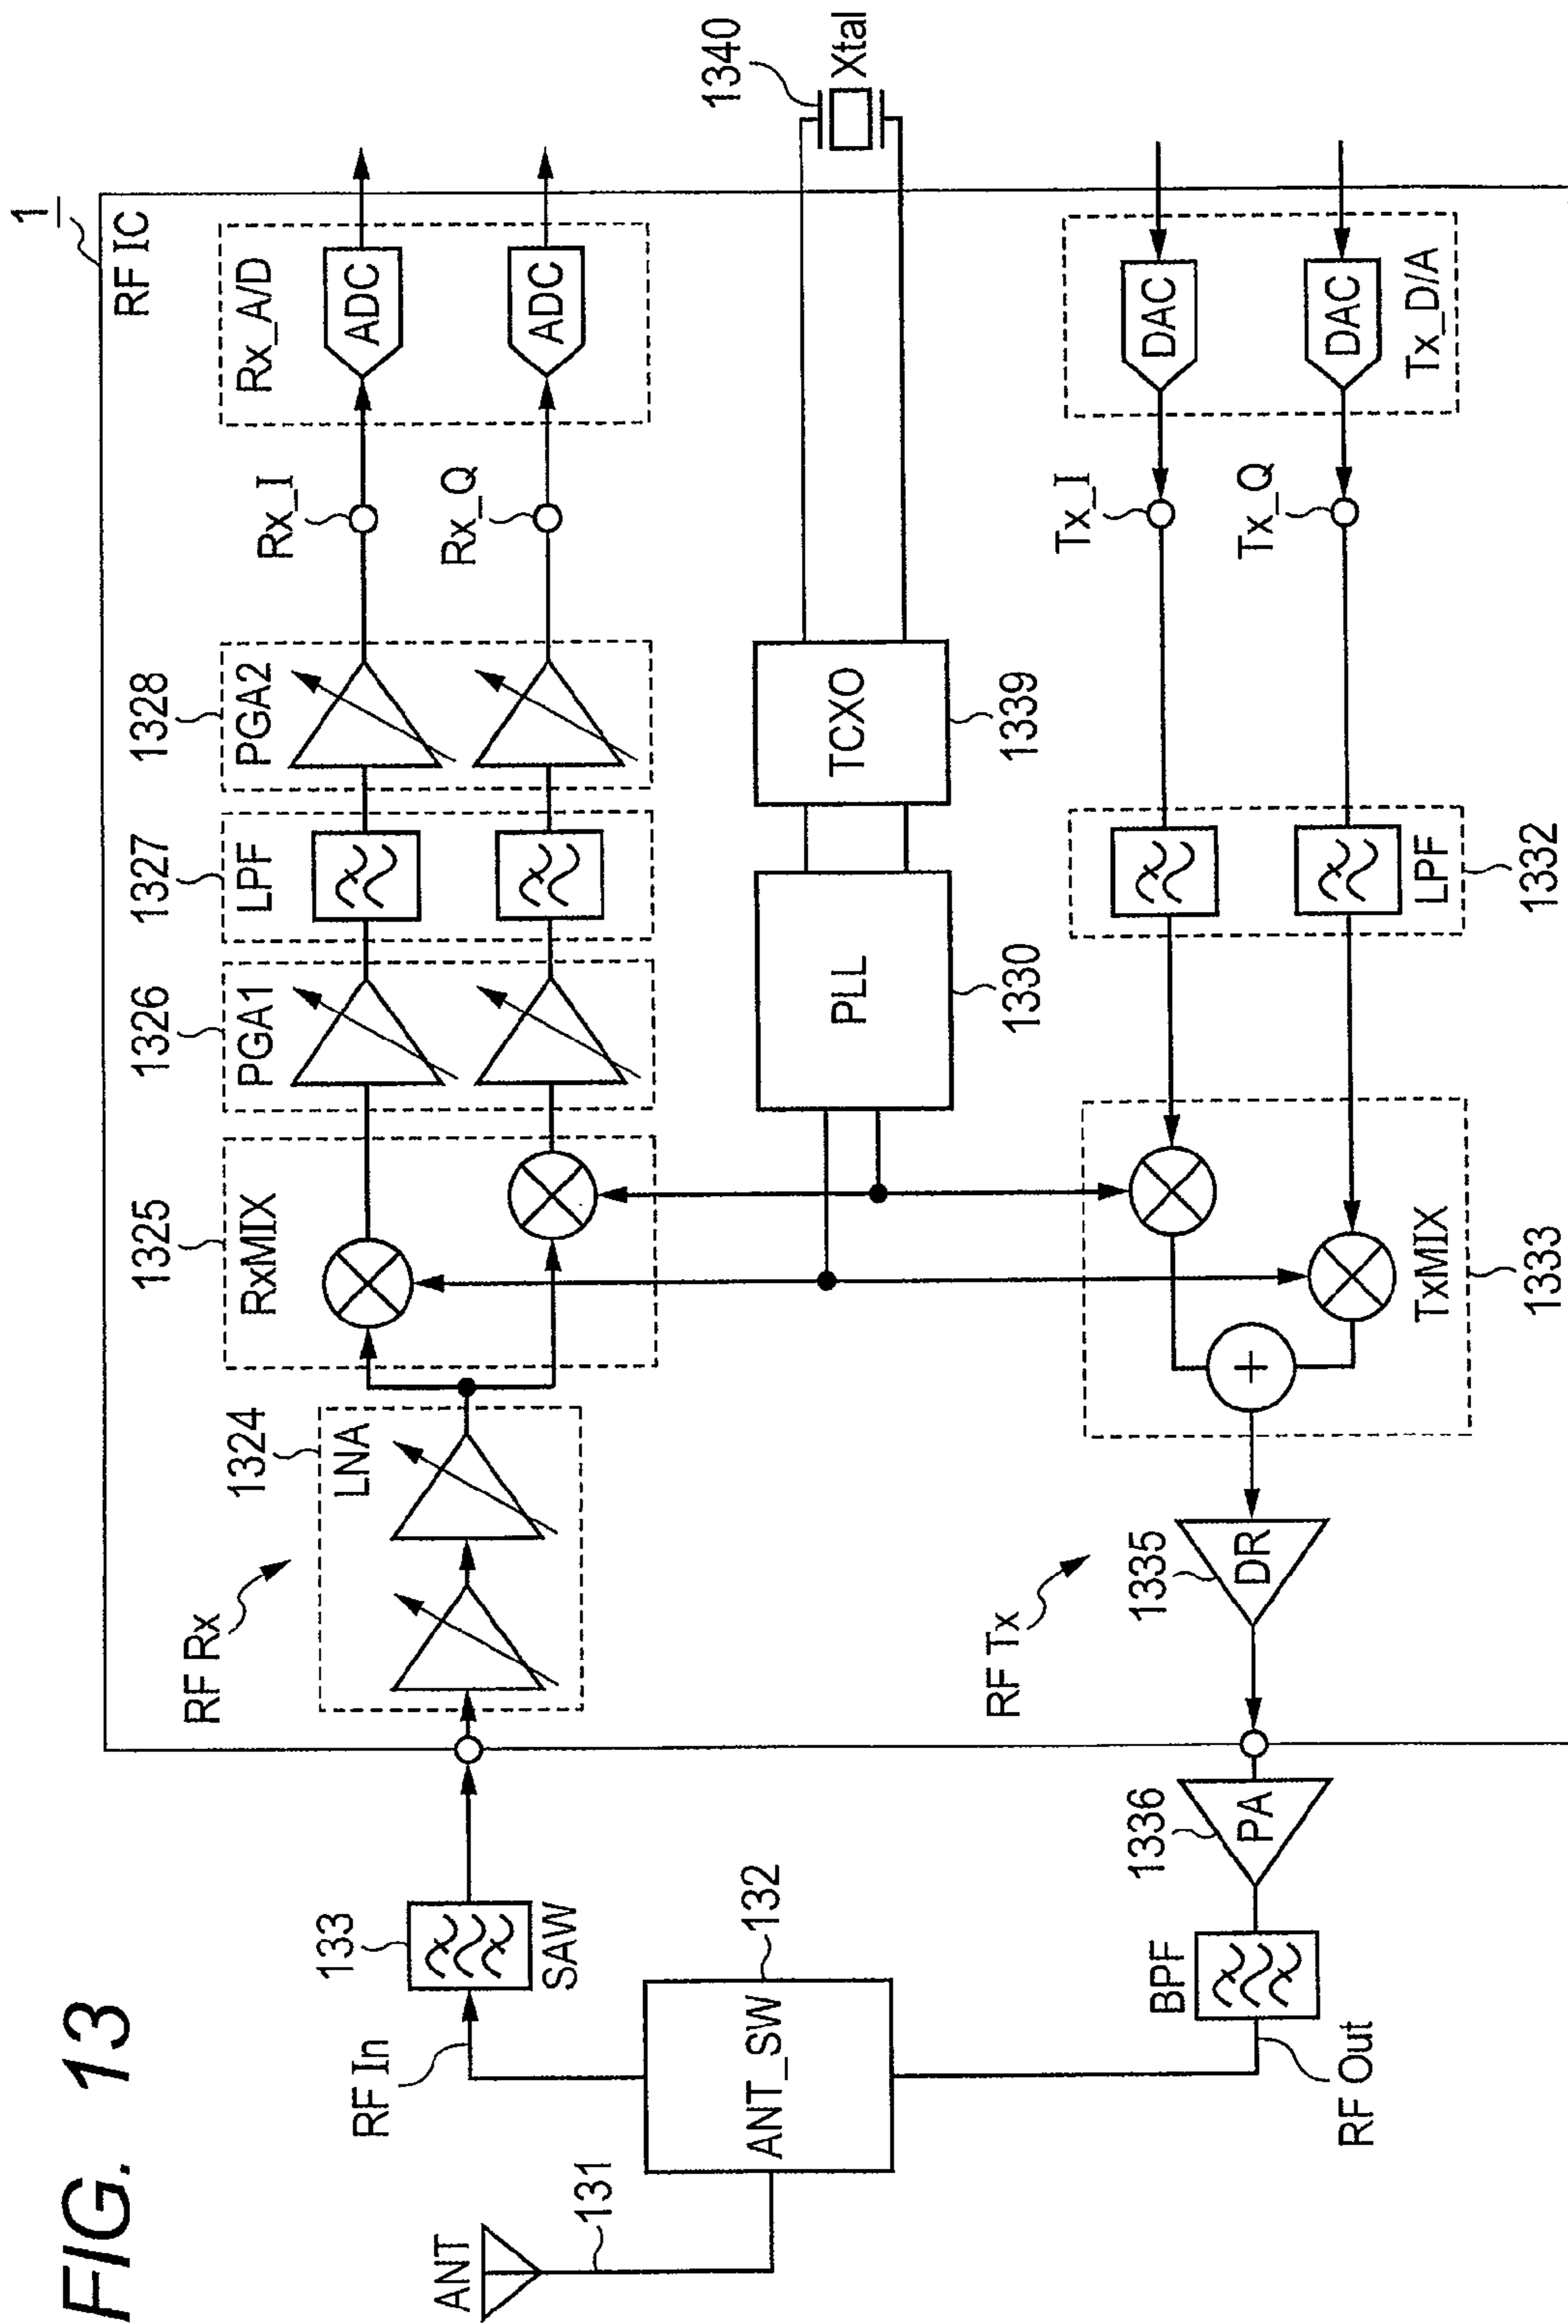 FIG. 13
1
RF IC
RF Rx
1324
LNA
1325
RxMIX
1326
PGA1
1327
LPF
1328
PGA2
Rx_I
Rx_Q
Rx_A/D
ADC
ADC
ANT
131
RF In
133
SAW
ANT_SW
132
PLL
1330
TCXO
1339
1340
Xtal
RF Out
BPF
1336
PA
RF Tx
1335
DR
TxMIX
1333
LPF
1332
Tx_I
Tx_Q
DAC
DAC
Tx_D/A